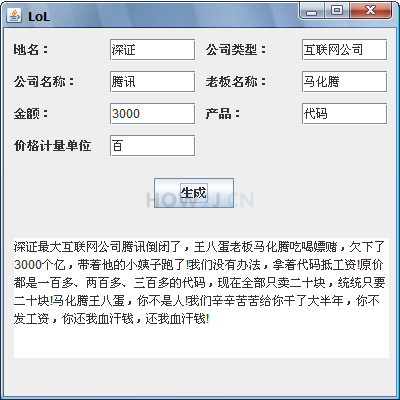 LoL
地名： 深证 公司类型： 互联网公司
公司名称： 腾讯 老板名称： 马化腾
金额： 3000 产品： 代码
价格计量单位 百
生成
HOW2J.CN
深证最大互联网公司腾讯倒闭了，王八蛋老板马化腾吃喝嫖赌，欠下了
3000个亿，带着他的小姨子跑了!我们没有办法，拿着代码抵工资!原价
都是一百多、两百多、三百多的代码，现在全部只卖二十块，统统只要
二十块!马化腾王八蛋，你不是人!我们辛辛苦苦给你干了大半年，你不
发工资，你还我血汗钱，还我血汗钱!